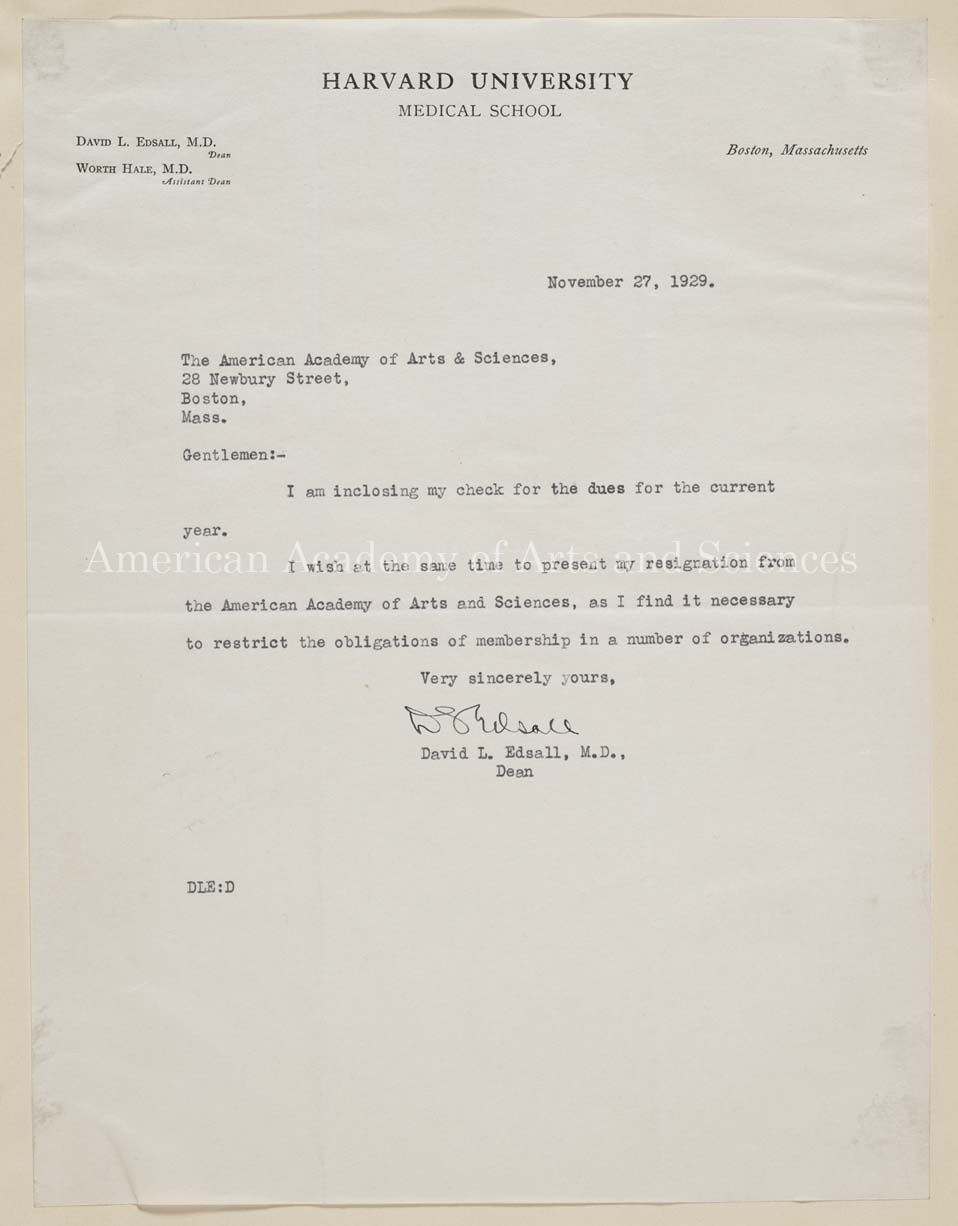 HARVARD UNIVERSITY
MEDICAL SCHOOL
DAVID L. EDSALL, M.D.
Dean
WORTH HALE, M.D.
Assistant Dean
Boston, Massachusetts
November 27, 1929.
The American Academy of Arts & Sciences,
28 Newbury Street,
Boston,
Mass.
Gentlemen:-
I am inclosing my check for the dues for the current
year.
American Academy of Arts and Sciences
I wish at the same time to present my resignation from
the American Academy of Arts and Sciences, as I find it necessary
to restrict the obligations of membership in a number of organizations.
Very sincerely yours,
D L Edsall
David L. Edsall, M.D.,
Dean
DLE:D